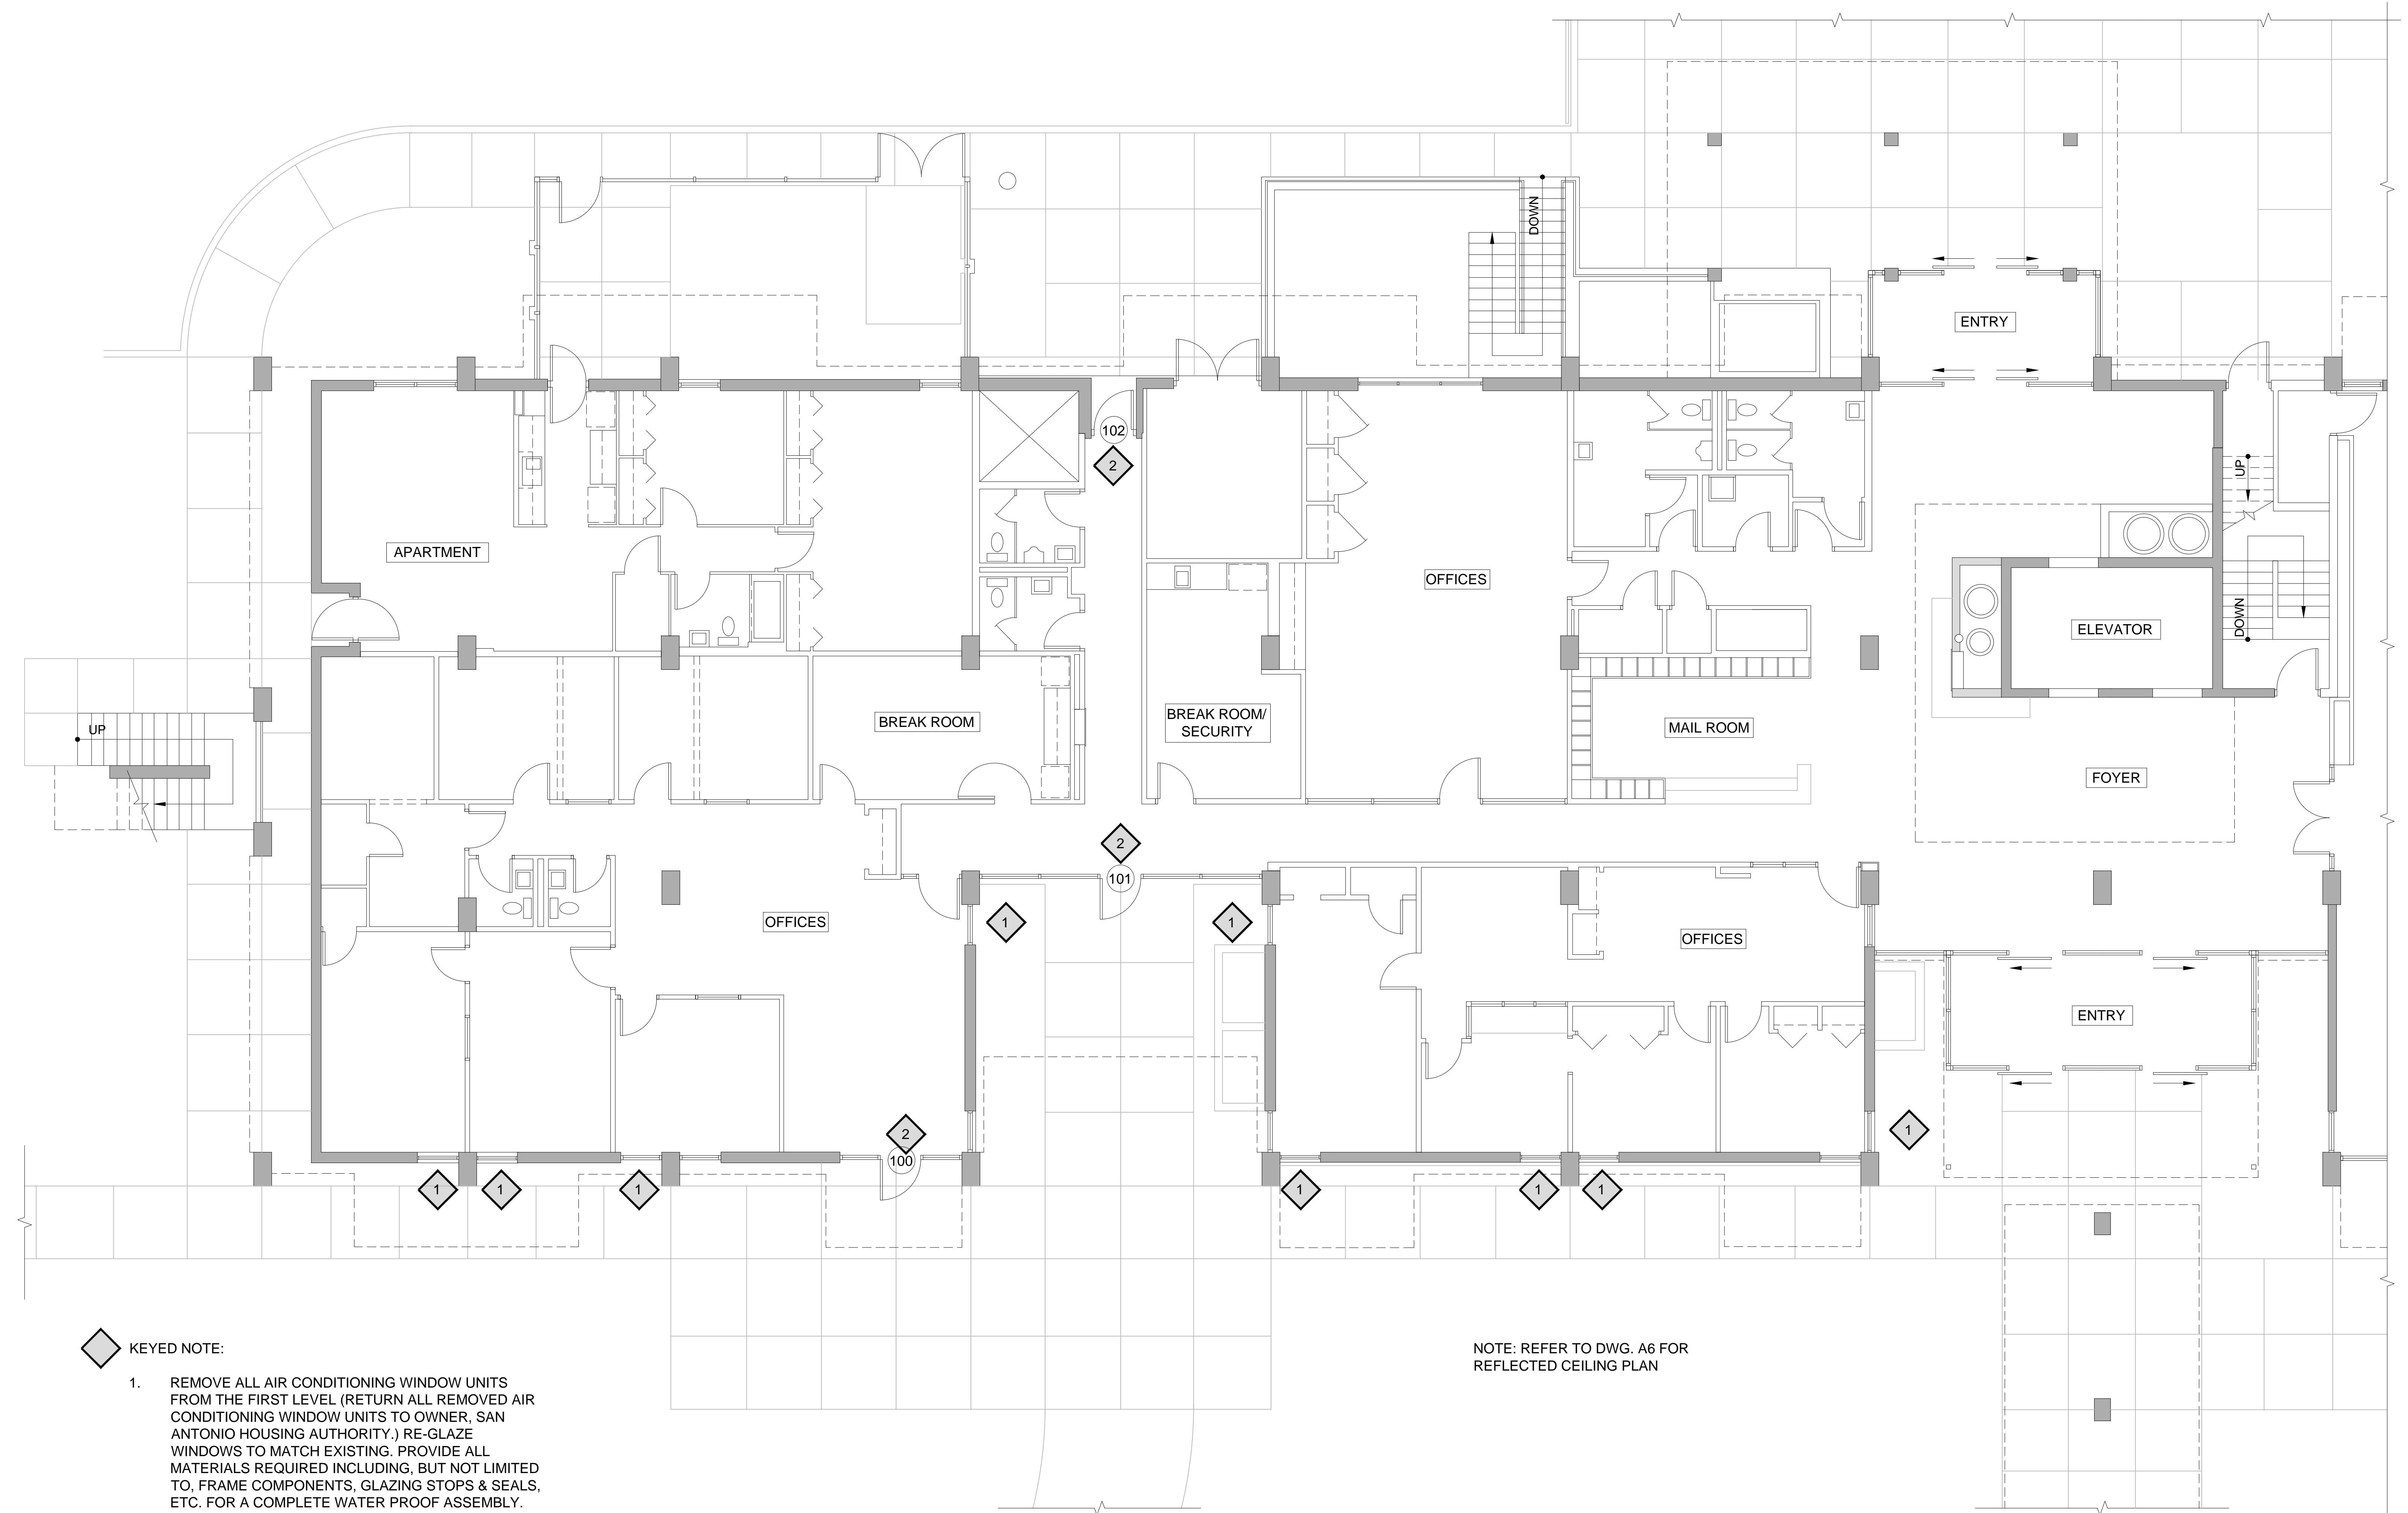 DOWN
ENTRY
102
2
UP
APARTMENT
OFFICES
DOWN
ELEVATOR
UP
BREAK ROOM
BREAK ROOM/
SECURITY
MAIL ROOM
FOYER
2
101
1
1
OFFICES
OFFICES
ENTRY
2
100
1
1
1
1
1
1
1
KEYED NOTE:
1. REMOVE ALL AIR CONDITIONING WINDOW UNITS
FROM THE FIRST LEVEL (RETURN ALL REMOVED AIR
CONDITIONING WINDOW UNITS TO OWNER, SAN
ANTONIO HOUSING AUTHORITY.) RE-GLAZE
WINDOWS TO MATCH EXISTING. PROVIDE ALL
MATERIALS REQUIRED INCLUDING, BUT NOT LIMITED
TO, FRAME COMPONENTS, GLAZING STOPS & SEALS,
ETC. FOR A COMPLETE WATER PROOF ASSEMBLY.
NOTE: REFER TO DWG. A6 FOR
REFLECTED CEILING PLAN